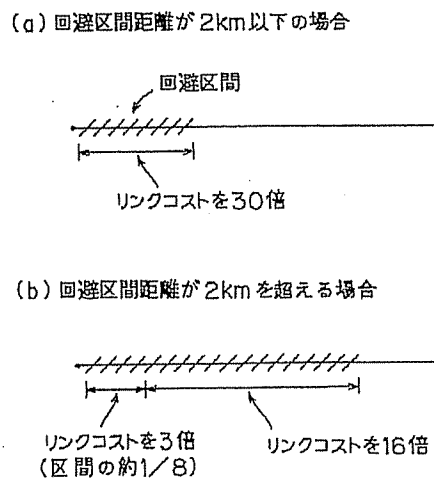 (a)回避区間距離が2km以下の場合
回避区間
リンクコストを30倍
(b)回避区間距離が2kmを超える場合
リンクコストを3倍
(区間の約1/8)
リンクコストを16倍